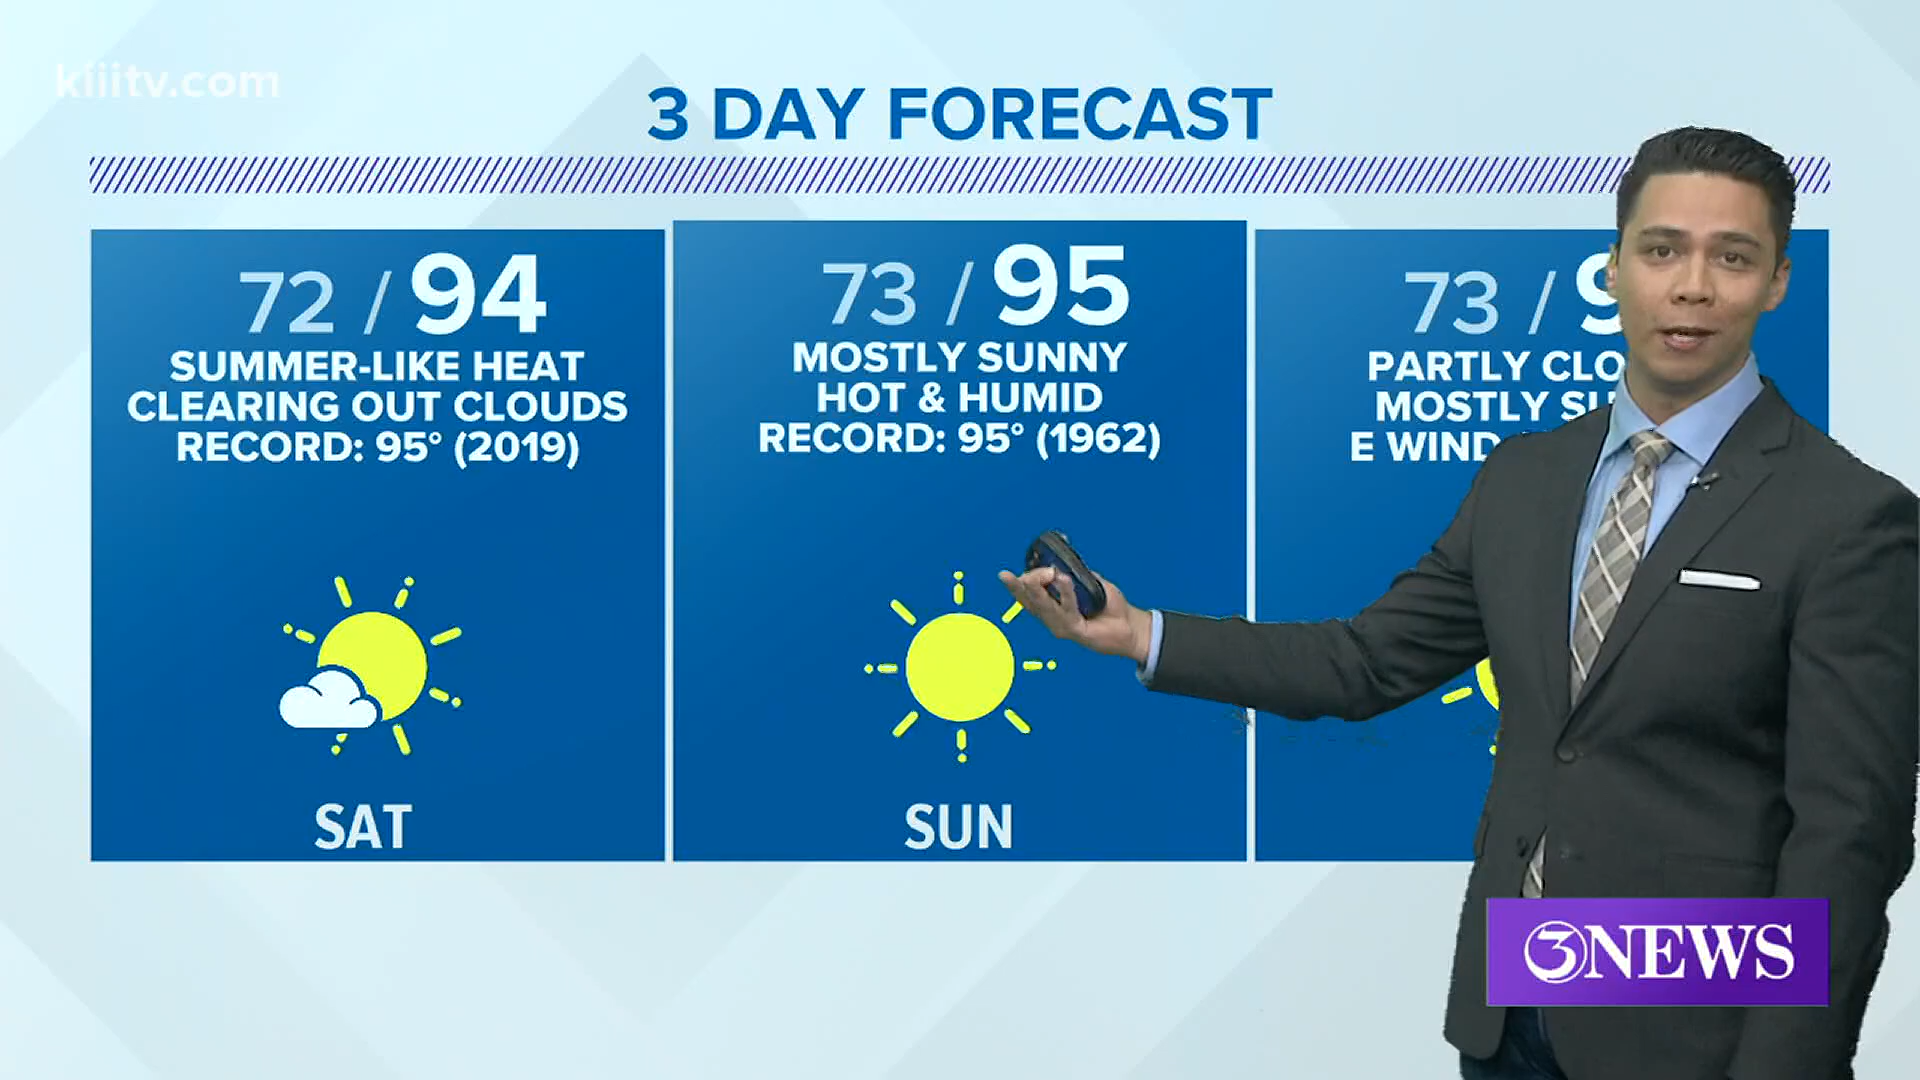 kiiitv.com
3 DAY FORECAST
72 / 94
SUMMER-LIKE HEAT
CLEARING OUT CLOUDS
RECORD: 95° (2019)
SAT
73 / 95
MOSTLY SUNNY
HOT & HUMID
RECORD: 95° (1962)
SUN
73 / 9
PARTLY
MOSTLY
E WIND
3NEWS